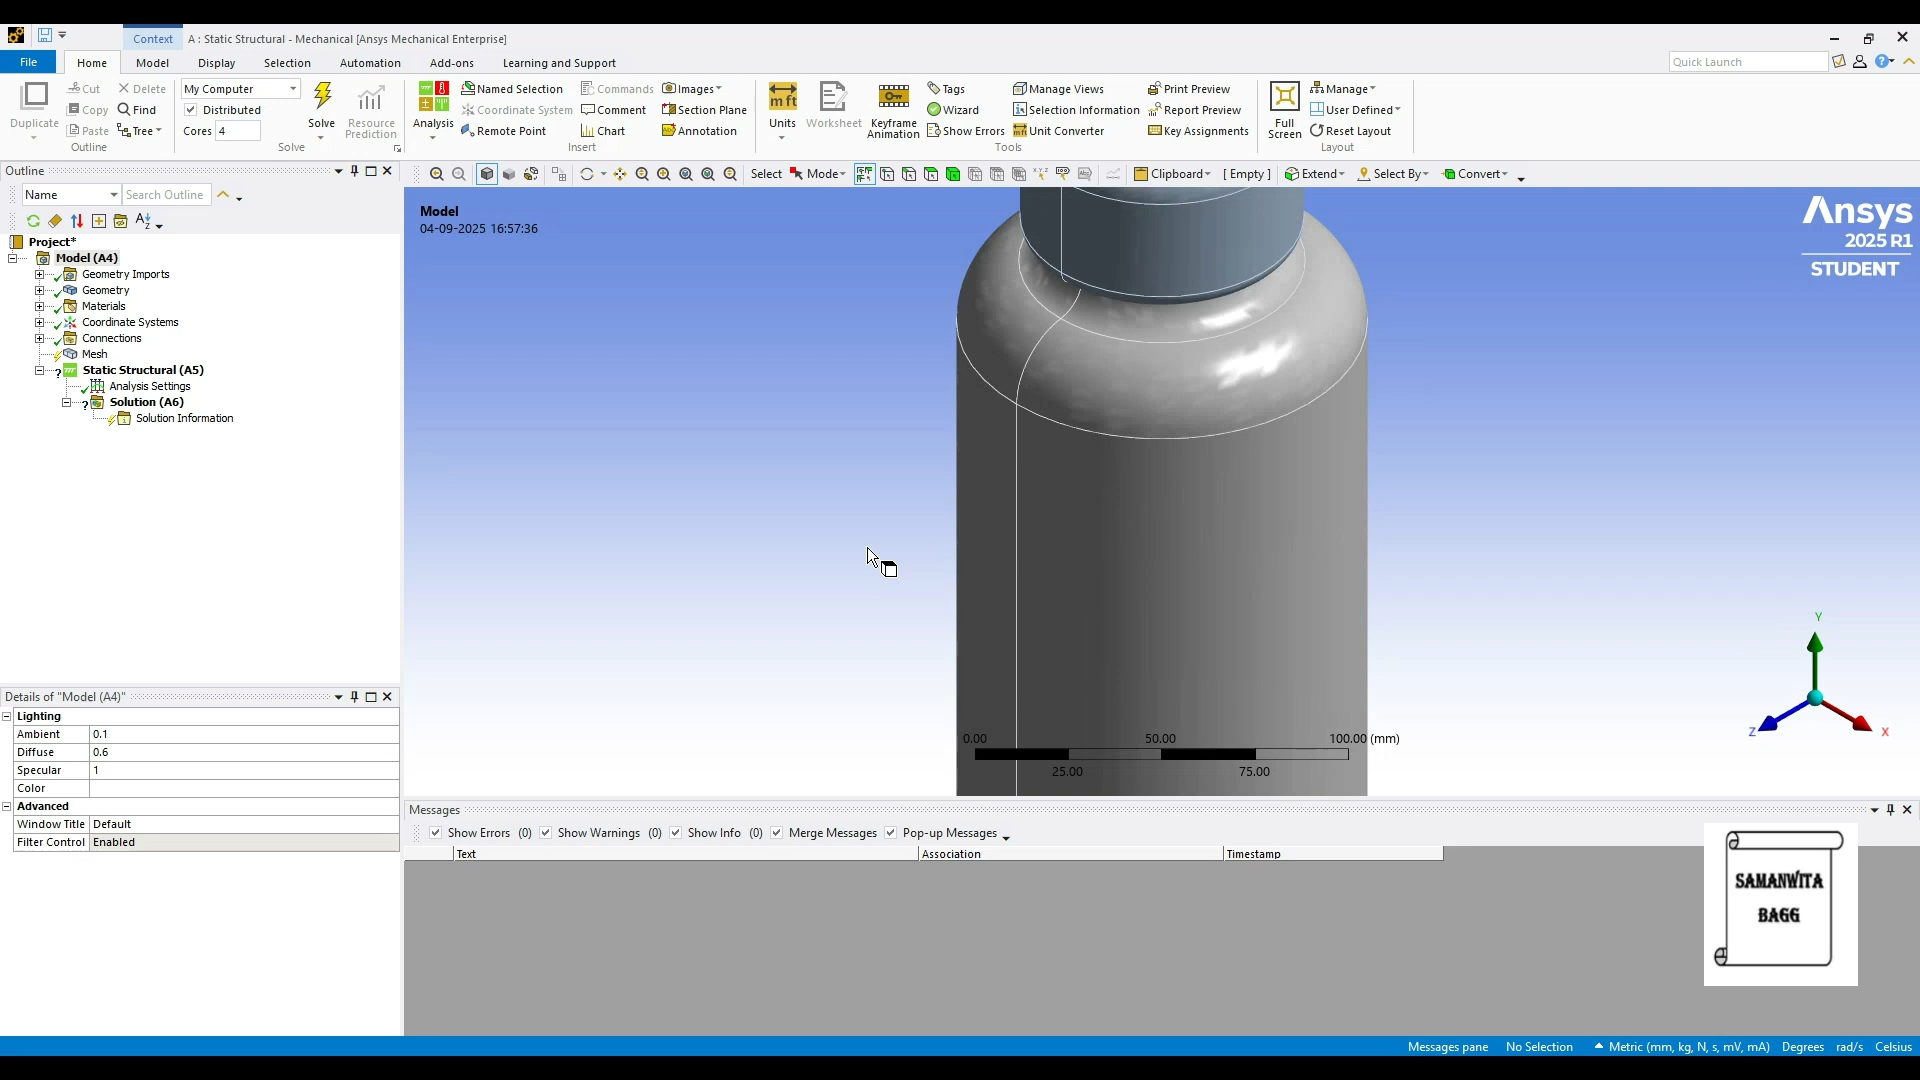 Context A : Static Structural - Mechanical [Ansys Mechanical Enterprise]
File Home Model Display Selection Automation Add-ons Learning and Support Quick Launch
Duplicate Cut Copy Paste Delete Find Tree Outline
My Computer Distributed Cores 4 Solve Resource Prediction Solve
Analysis Named Selection Coordinate System Remote Point Commands Comment Chart Images Section Plane Annotation Insert
Units Worksheet Keyframe Animation Tags Wizard Show Errors Manage Views Selection Information Unit Converter Print Preview Report Preview Key Assignments Tools
Full Screen Manage User Defined Reset Layout Layout
Outline
Name Search Outline
Select Mode Clipboard [ Empty ] Extend Select By Convert
Project*
Model (A4)
Geometry Imports
Geometry
Materials
Coordinate Systems
Connections
Mesh
Static Structural (A5)
Analysis Settings
Solution (A6)
Solution Information
Model
04-09-2025 16:57:36
Ansys
2025 R1
STUDENT
Y
Z
X
0.00 50.00 100.00 (mm)
25.00 75.00
Details of "Model (A4)"
Lighting
Ambient 0.1
Diffuse 0.6
Specular 1
Color
Advanced
Window Title Default
Filter Control Enabled
Messages
Show Errors (0) Show Warnings (0) Show Info (0) Merge Messages Pop-up Messages
Text Association Timestamp
SAMANWITA
BAGG
Messages pane No Selection Metric (mm, kg, N, s, mV, mA) Degrees rad/s Celsius